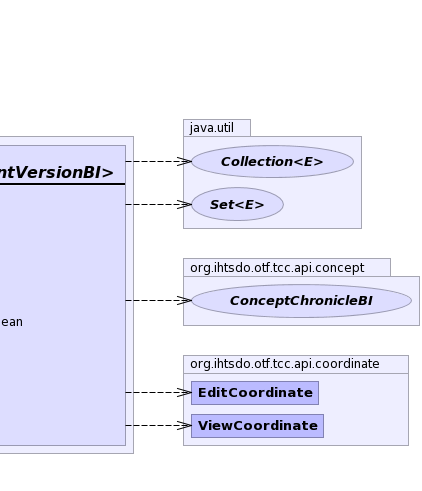 java.util
ntVersionBI>
Collection<E>
Set<E>
org.ihtsdo.otf.tcc.api.concept
ConceptChronicleBI
ean
org.ihtsdo.otf.tcc.api.coordinate
EditCoordinate
ViewCoordinate